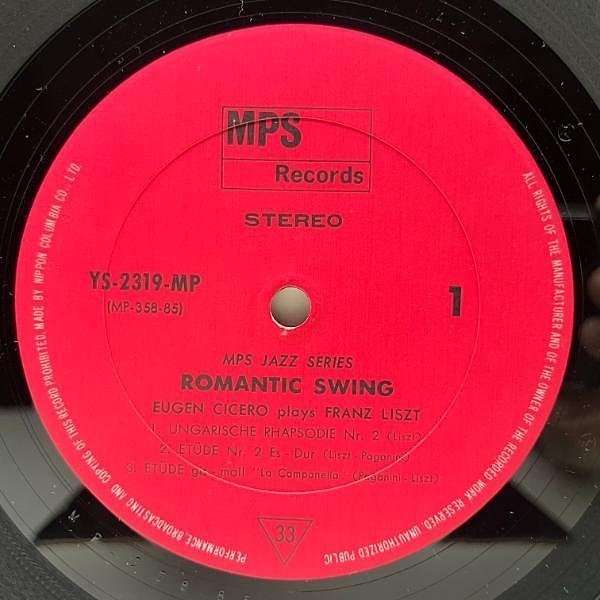 MPS
Records
STEREO
YS-2319-MP
(MP-358-85)
1
MPS JAZZ SERIES
ROMANTIC SWING
EUGEN CICERO plays FRANZ LISZT
1. UNGARISCHE RHAPSODIE Nr. 2 (Liszt)
2. ETÜDE Nr. 2 Es-Dur (Liszt-Paganini)
3. ETÜDE gis-moll "La Campanella" (Paganini-Liszt)
33
ALL RIGHTS OF THE MANUFACTURER AND OF THE OWNER OF THE RECORDED WORK RESERVED UNAUTHORIZED PUBLIC PERFORMANCE, BROADCASTING AND COPYING OF THIS RECORD PROHIBITED. MADE BY NIPPON COLUMBIA CO., LTD.